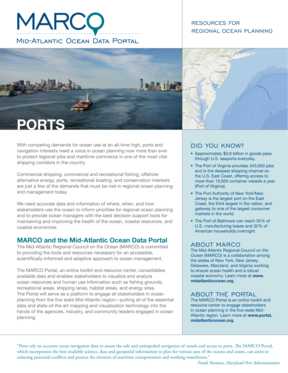 MARCO
Mid-Atlantic Ocean Data Portal
RESOURCES FOR
REGIONAL OCEAN PLANNING
PORTS
With competing demands for ocean use at an all-time high, ports and
navigation interests need a voice in ocean planning now more than ever
to protect regional jobs and maritime commerce in one of the most vital
shipping corridors in the country.
Commercial shipping, commercial and recreational fishing, offshore
alternative energy, ports, recreational boating, and conservation interests
are just a few of the demands that must be met in regional ocean planning
and management today.
We need accurate data and information of where, when, and how
stakeholders use the ocean to inform priorities for regional ocean planning
and to provide ocean managers with the best decision support tools for
maintaining and improving the health of the ocean, coastal resources, and
coastal economies.
MARCO and the Mid-Atlantic Ocean Data Portal
The Mid-Atlantic Regional Council on the Ocean (MARCO) is committed
to providing the tools and resources necessary for an accessible,
scientifically-informed and adaptive approach to ocean management.
The MARCO Portal, an online toolkit and resource center, consolidates
available data and enables stakeholders to visualize and analyze
ocean resources and human use information such as fishing grounds,
recreational areas, shipping lanes, habitat areas, and energy sites.
The Portal will serve as a platform to engage all stakeholders in ocean
planning from the five-state Mid-Atlantic region—putting all of the essential
data and state-of-the-art mapping and visualization technology into the
hands of the agencies, industry, and community leaders engaged in ocean
planning.
DID YOU KNOW?
• Approximately $3.8 billion in goods pass
through U.S. seaports everyday.
• The Port of Virginia provides 345,000 jobs
and is the deepest shipping channel on
the U.S. East Coast, offering access to
more than 15,000 container vessels a year
(Port of Virginia).
• The Port Authority of New York/New
Jersey is the largest port on the East
Coast, the third largest in the nation, and
gateway to one of the largest consumer
markets in the world.
• The Port of Baltimore can reach 35% of
U.S. manufacturing bases and 32% of
American households overnight.
ABOUT MARCO
The Mid-Atlantic Regional Council on the
Ocean (MARCO) is a collaboration among
the states of New York, New Jersey,
Delaware, Maryland, and Virginia working
to ensure ocean health and a robust
coastal economy. Learn more at www.
midatlanticocean.org.
ABOUT THE PORTAL
The MARCO Portal is an online toolkit and
resource center to engage stakeholders
in ocean planning in the five-state Mid-
Atlantic region. Learn more at www.portal.
midatlanticocean.org.
"Ports rely on accurate ocean navigation data to assure the safe and unimpeded navigation of vessels and access to ports. The MARCO Portal,
which incorporates the best available science, data and geospatial information to plan for various uses of the oceans and coasts, can assist in
reducing potential conflicts and protect the interests of maritime transportation and working waterfronts."